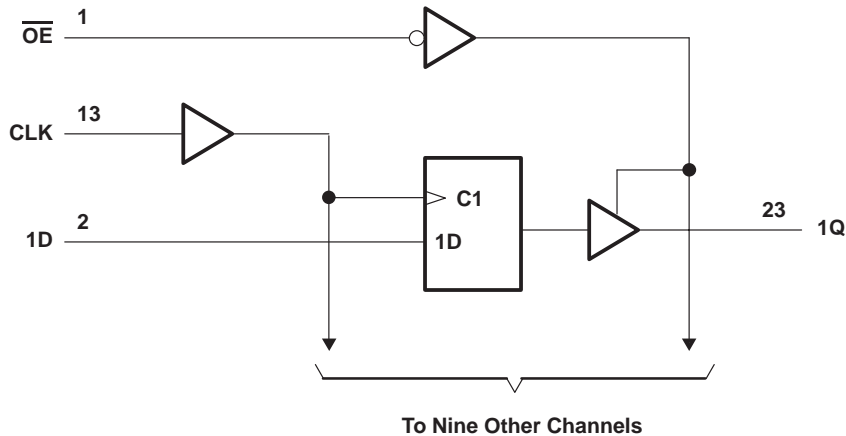 1
OE
13
CLK
C1
2
1D
1D
23
1Q
To Nine Other Channels